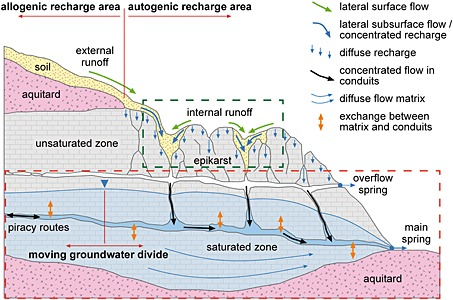 allogenic recharge area
autogenic recharge area
external
runoff
soil
aquitard
internal runoff
unsaturated zone
epikarst
overflow
spring
piracy routes
saturated zone
main
spring
moving groundwater divide
aquitard
lateral surface flow
lateral subsurface flow /
concentrated recharge
diffuse recharge
concentrated flow in
conduits
diffuse flow matrix
exchange between
matrix and conduits